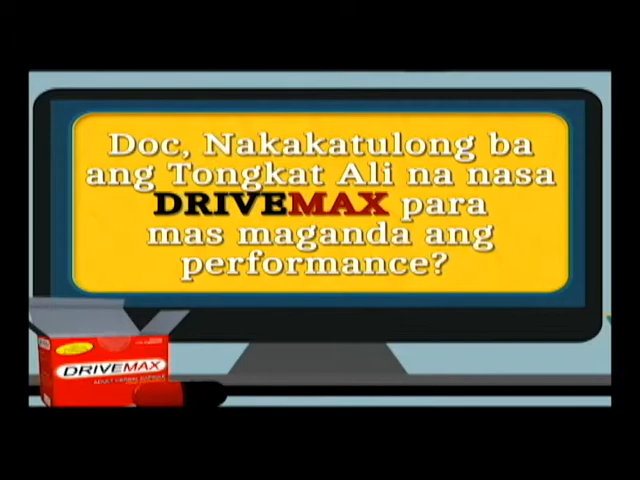 Doc, Nakakatulong ba
ang Tongkat Ali na nasa
DRIVEMAX para
mas maganda ang
performance?
DRIVEMAX